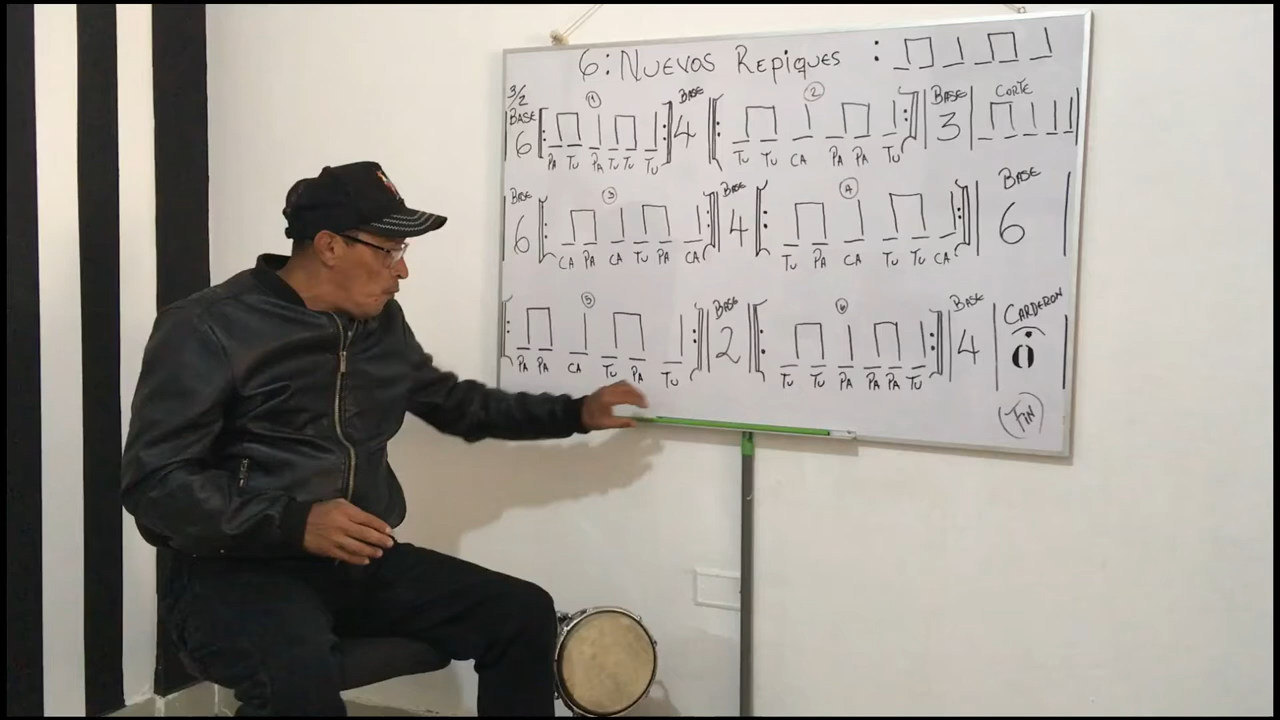 6: NUEVOS REPIQUES :
3/2
BASE 6 1 BASE 4 2 BASE 3 CORTE
PA TU PA TU TU TU TU TU CA PA PA TU
BASE 6 3 BASE 4 4 BASE 6
CA PA CA TU PA CA TU PA CA TU TU CA
5 BASE 2 6 BASE 4 CARDERON
PA PA CA TU PA TU TU TU PA PA PA TU
FIN